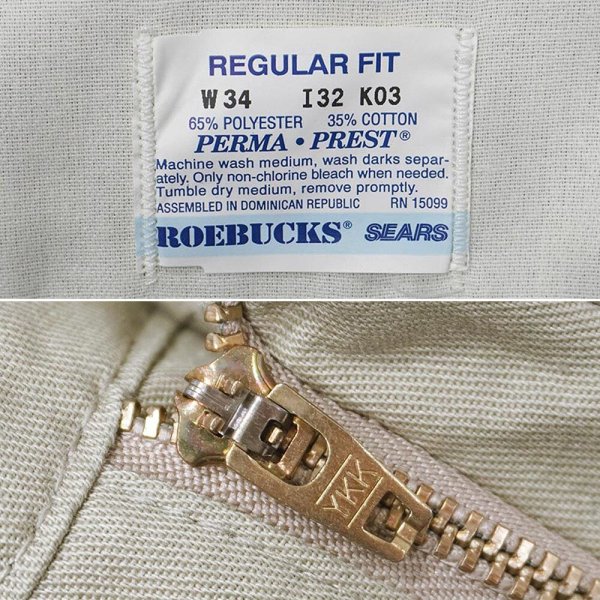 REGULAR FIT
W34 I32 K03
65% POLYESTER 35% COTTON
PERMA • PREST®
Machine wash medium, wash darks separ-
ately. Only non-chlorine bleach when needed.
Tumble dry medium, remove promptly.
ASSEMBLED IN DOMINICAN REPUBLIC RN 15099
ROEBUCKS® SEARS
YKK